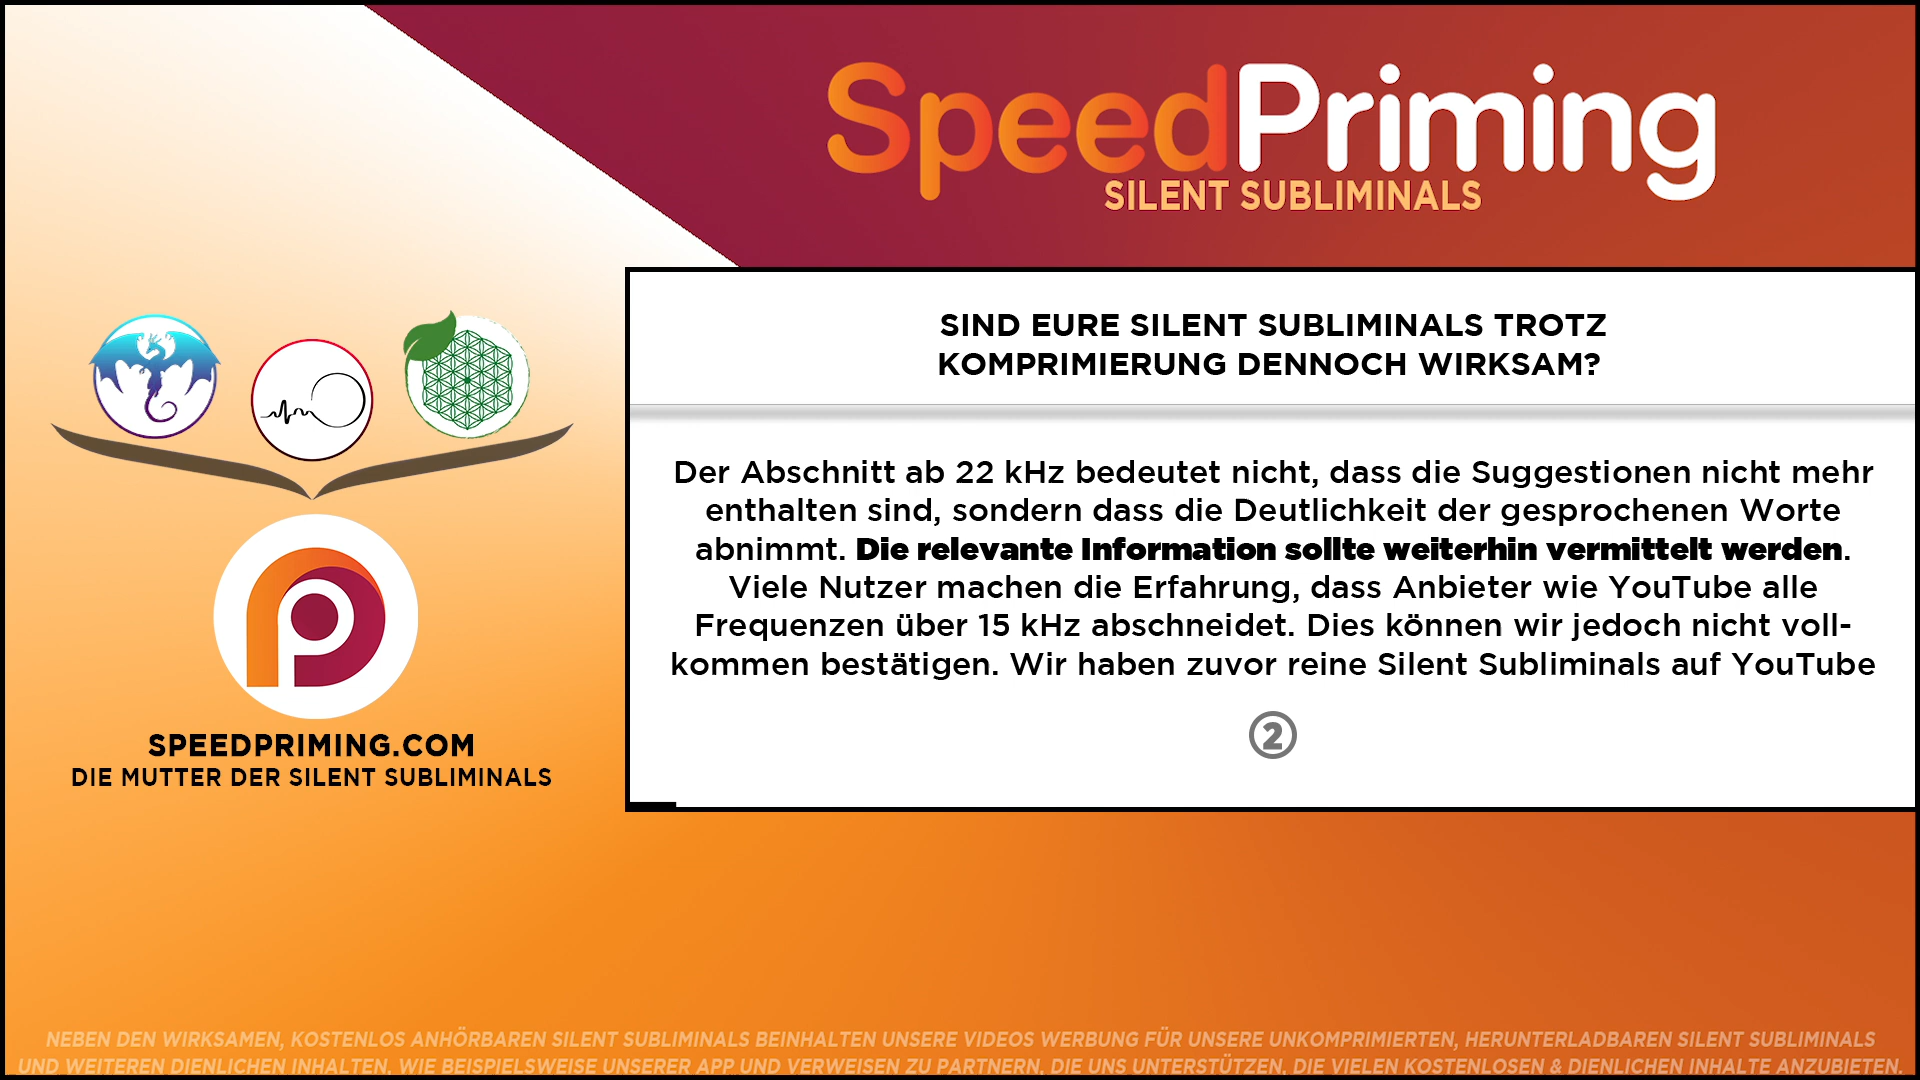 SpeedPriming
SILENT SUBLIMINALS
SIND EURE SILENT SUBLIMINALS TROTZ
KOMPRIMIERUNG DENNOCH WIRKSAM?
Der Abschnitt ab 22 kHz bedeutet nicht, dass die Suggestionen nicht mehr
enthalten sind, sondern dass die Deutlichkeit der gesprochenen Worte
abnimmt. Die relevante Information sollte weiterhin vermittelt werden.
Viele Nutzer machen die Erfahrung, dass Anbieter wie YouTube alle
Frequenzen über 15 kHz abschneidet. Dies können wir jedoch nicht voll-
kommen bestätigen. Wir haben zuvor reine Silent Subliminals auf YouTube
2
SPEEDPRIMING.COM
DIE MUTTER DER SILENT SUBLIMINALS
NEBEN DEN WIRKSAMEN, KOSTENLOS ANHÖRBAREN SILENT SUBLIMINALS BEINHALTEN UNSERE VIDEOS WERBUNG FÜR UNSERE UNKOMPRIMIERTEN, HERUNTERLADBAREN SILENT SUBLIMINALS
UND WEITEREN DIENLICHEN INHALTEN, WIE BEISPIELSWEISE UNSERER APP UND VERWEISEN ZU PARTNERN, DIE UNS UNTERSTÜTZEN, DIE VIELEN KOSTENLOSEN & DIENLICHEN INHALTE ANZUBIETEN.